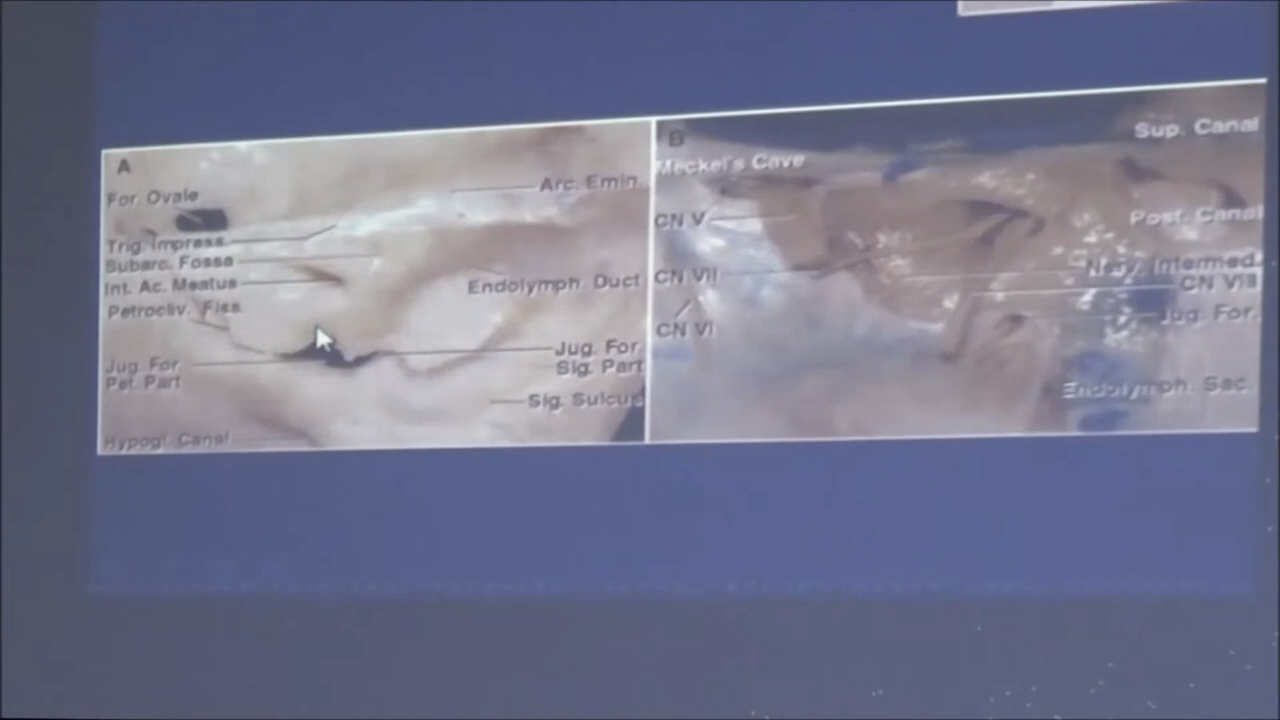 A
For Ovale
Trig. Impress.
Subarc. Fossa
Int. Ac. Meatus
Petrocliv. Fiss.
Jug. For.
Pet. Part
Hypogl. Canal
Arc. Emin.
Endolymph. Duct
Jug. For.
Sig. Part
Sig. Sulcus
B
Meckel's Cave
CN V
CN VII
CN VI
Sup. Canal
Post. Canal
Nerv. Intermed.
CN VIII
Jug. For.
Endolymph. Sac.